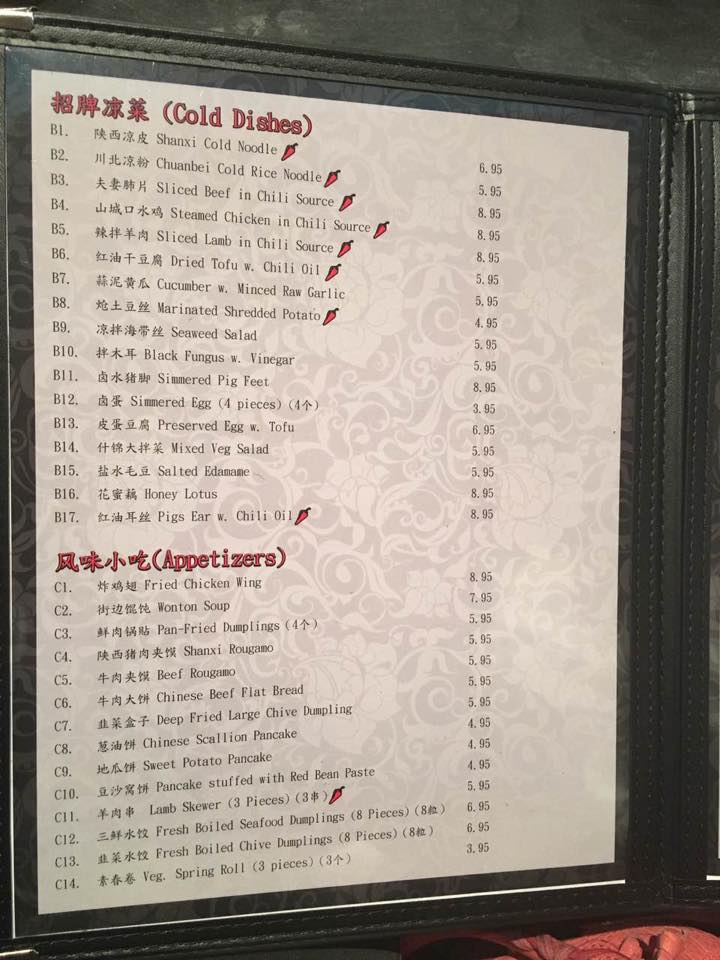 招牌凉菜 (Cold Dishes)
B1. 陕西凉皮 Shanxi Cold Noodle 6.95
B2. 川北凉粉 Chuanbei Cold Rice Noodle 5.95
B3. 夫妻肺片 Sliced Beef in Chili Source 8.95
B4. 山城口水鸡 Steamed Chicken in Chili Source 8.95
B5. 辣拌羊肉 Sliced Lamb in Chili Source 8.95
B6. 红油干豆腐 Dried Tofu w. Chili Oil 5.95
B7. 蒜泥黄瓜 Cucumber w. Minced Raw Garlic 5.95
B8. 炝土豆丝 Marinated Shredded Potato 4.95
B9. 凉拌海带丝 Seaweed Salad 5.95
B10. 拌木耳 Black Fungus w. Vinegar 5.95
B11. 卤水猪脚 Simmered Pig Feet 8.95
B12. 卤蛋 Simmered Egg (4 pieces) (4个) 3.95
B13. 皮蛋豆腐 Preserved Egg w. Tofu 6.95
B14. 什锦大拌菜 Mixed Veg Salad 5.95
B15. 盐水毛豆 Salted Edamame 5.95
B16. 花蜜藕 Honey Lotus 8.95
B17. 红油耳丝 Pigs Ear w. Chili Oil 8.95
风味小吃(Appetizers)
C1. 炸鸡翅 Fried Chicken Wing 8.95
C2. 街边馄饨 Wonton Soup 7.95
C3. 鲜肉锅贴 Pan-Fried Dumplings (4个) 5.95
C4. 陕西猪肉夹馍 Shanxi Rougamo 5.95
C5. 牛肉夹馍 Beef Rougamo 5.95
C6. 牛肉大饼 Chinese Beef Flat Bread 5.95
C7. 韭菜盒子 Deep Fried Large Chive Dumpling 5.95
C8. 葱油饼 Chinese Scallion Pancake 4.95
C9. 地瓜饼 Sweet Potato Pancake 4.95
C10. 豆沙窝饼 Pancake stuffed with Red Bean Paste 4.95
C11. 羊肉串 Lamb Skewer (3 Pieces) (3串) 5.95
C12. 三鲜水饺 Fresh Boiled Seafood Dumplings (8 Pieces) (8粒) 6.95
C13. 韭菜水饺 Fresh Boiled Chive Dumplings (8 Pieces) (8粒) 6.95
C14. 素春卷 Veg. Spring Roll (3 pieces) (3个) 3.95